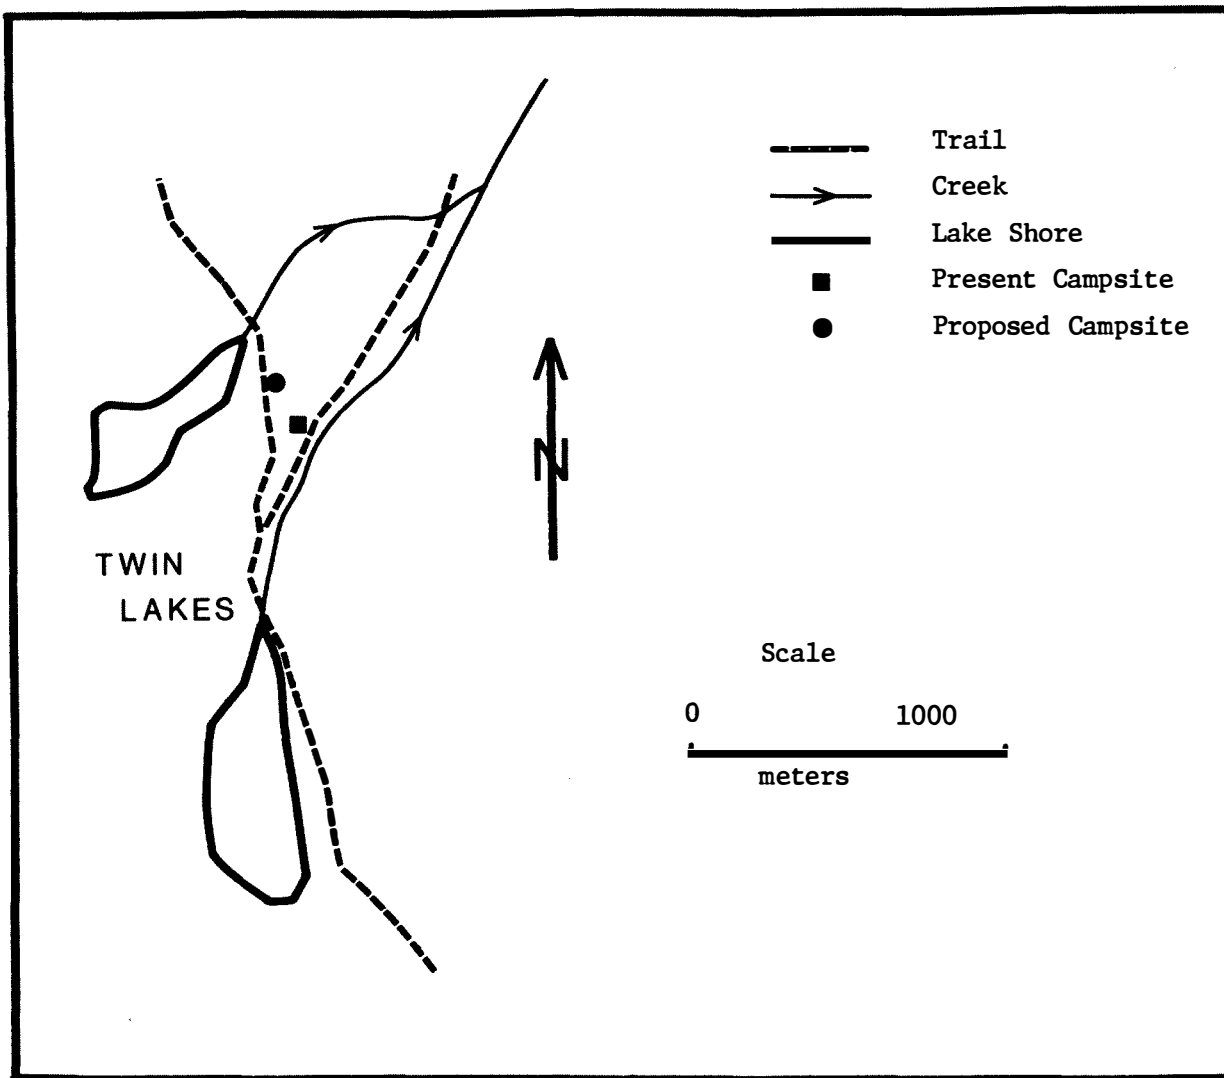 Trail
Creek
Lake Shore
Present Campsite
Proposed Campsite
N
TWIN
LAKES
Scale
0 1000
meters